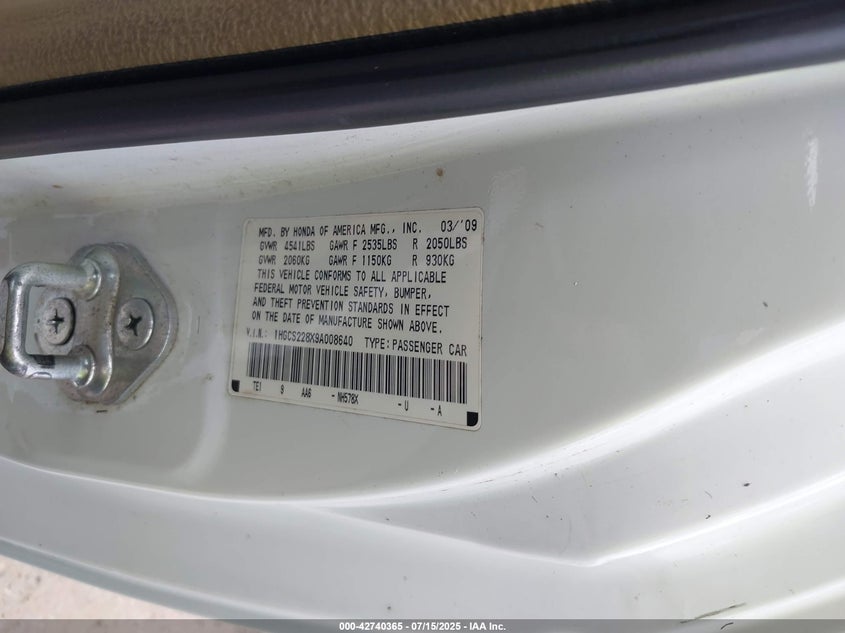 MFD. BY HONDA OF AMERICA MFG., INC. 03/'09
GVWR 4541LBS GAWR F 2535LBS R 2050LBS
GVWR 2060KG GAWR F 1150KG R 930KG
THIS VEHICLE CONFORMS TO ALL APPLICABLE
FEDERAL MOTOR VEHICLE SAFETY, BUMPER,
AND THEFT PREVENTION STANDARDS IN EFFECT
ON THE DATE OF MANUFACTURE SHOWN ABOVE.
V.I.N.: 1HGCS228X9A008640 TYPE:PASSENGER CAR
TE1 9 AA6 - NH578X - U - A
000-42740365 - 07/15/2025 - IAA Inc.